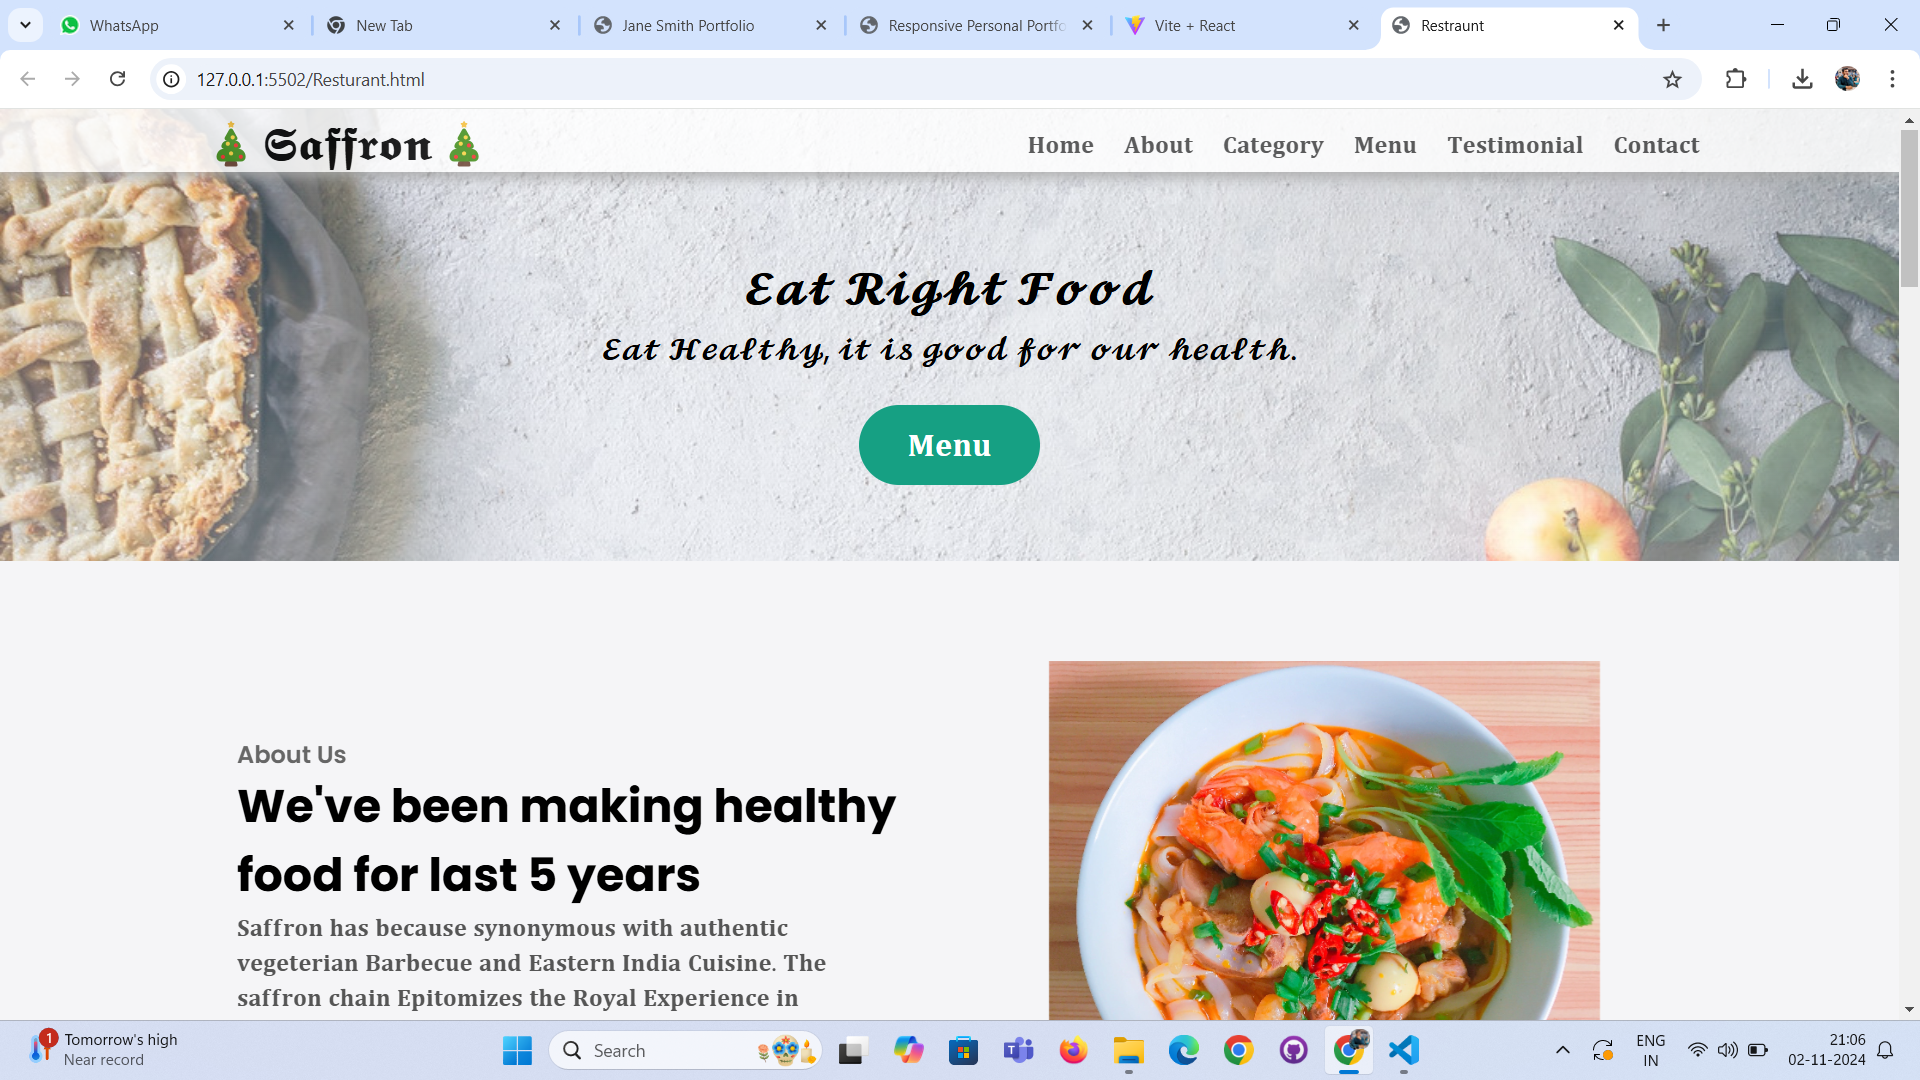 WhatsApp
New Tab
Jane Smith Portfolio
Responsive Personal Portfo
Vite + React
Restraunt
127.0.0.1:5502/Resturant.html
🎄 Saffron 🎄
Home About Category Menu Testimonial Contact
Eat Right Food
Eat Healthy, it is good for our health.
Menu
About Us
We've been making healthy
food for last 5 years
Saffron has because synonymous with authentic
vegeterian Barbecue and Eastern India Cuisine. The
saffron chain Epitomizes the Royal Experience in
1
Tomorrow's high
Near record
Search
ENG
IN
21:06
02-11-2024